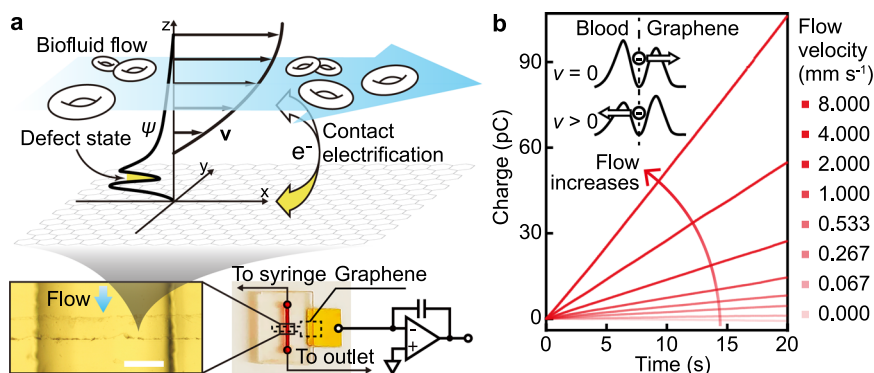 a
z
Biofluid flow
Defect state
ψ
v
y
x
e-
Contact
electrification
Flow
To syringe
Graphene
To outlet
-
+
b
Blood
Graphene
v = 0
v > 0
Flow
increases
Charge (pC)
90
60
30
0
0
5
10
15
20
Time (s)
Flow
velocity
(mm s⁻¹)
8.000
4.000
2.000
1.000
0.533
0.267
0.067
0.000